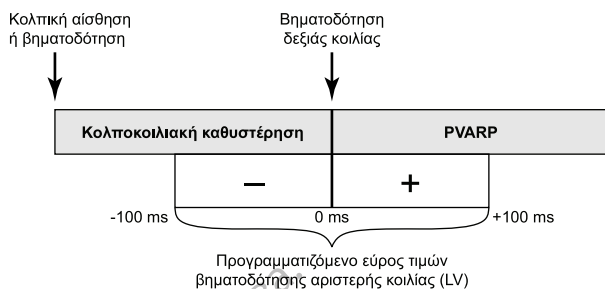 Κολπική αίσθηση
ή βηματοδότηση
Βηματοδότηση
δεξιάς κοιλίας
Κολποκοιλιακή καθυστέρηση
PVARP
– +
-100 ms 0 ms +100 ms
Προγραμματιζόμενο εύρος τιμών
βηματοδότησης αριστερής κοιλίας (LV)